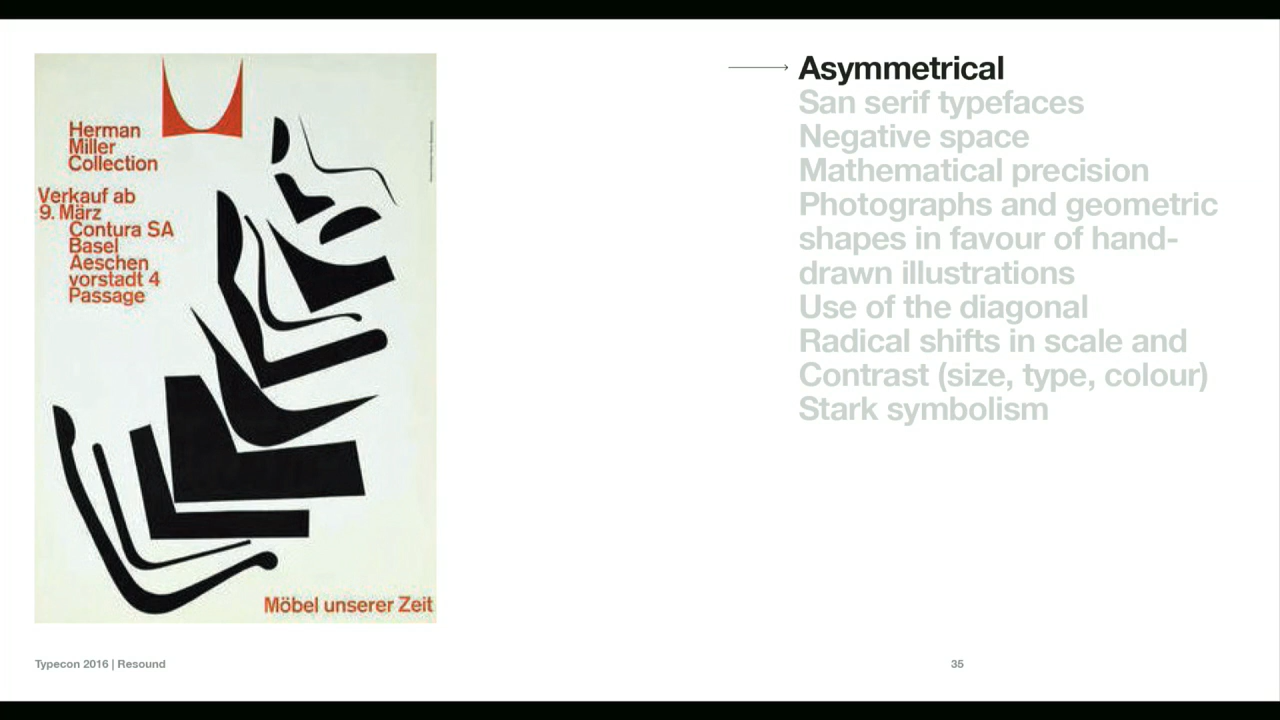 Herman
Miller
Collection
Verkauf ab
9. März
Contura SA
Basel
Aeschen
vorstadt 4
Passage
Möbel unserer Zeit
Asymmetrical
San serif typefaces
Negative space
Mathematical precision
Photographs and geometric
shapes in favour of hand-
drawn illustrations
Use of the diagonal
Radical shifts in scale and
Contrast (size, type, colour)
Stark symbolism
Typecon 2016 | Resound
35